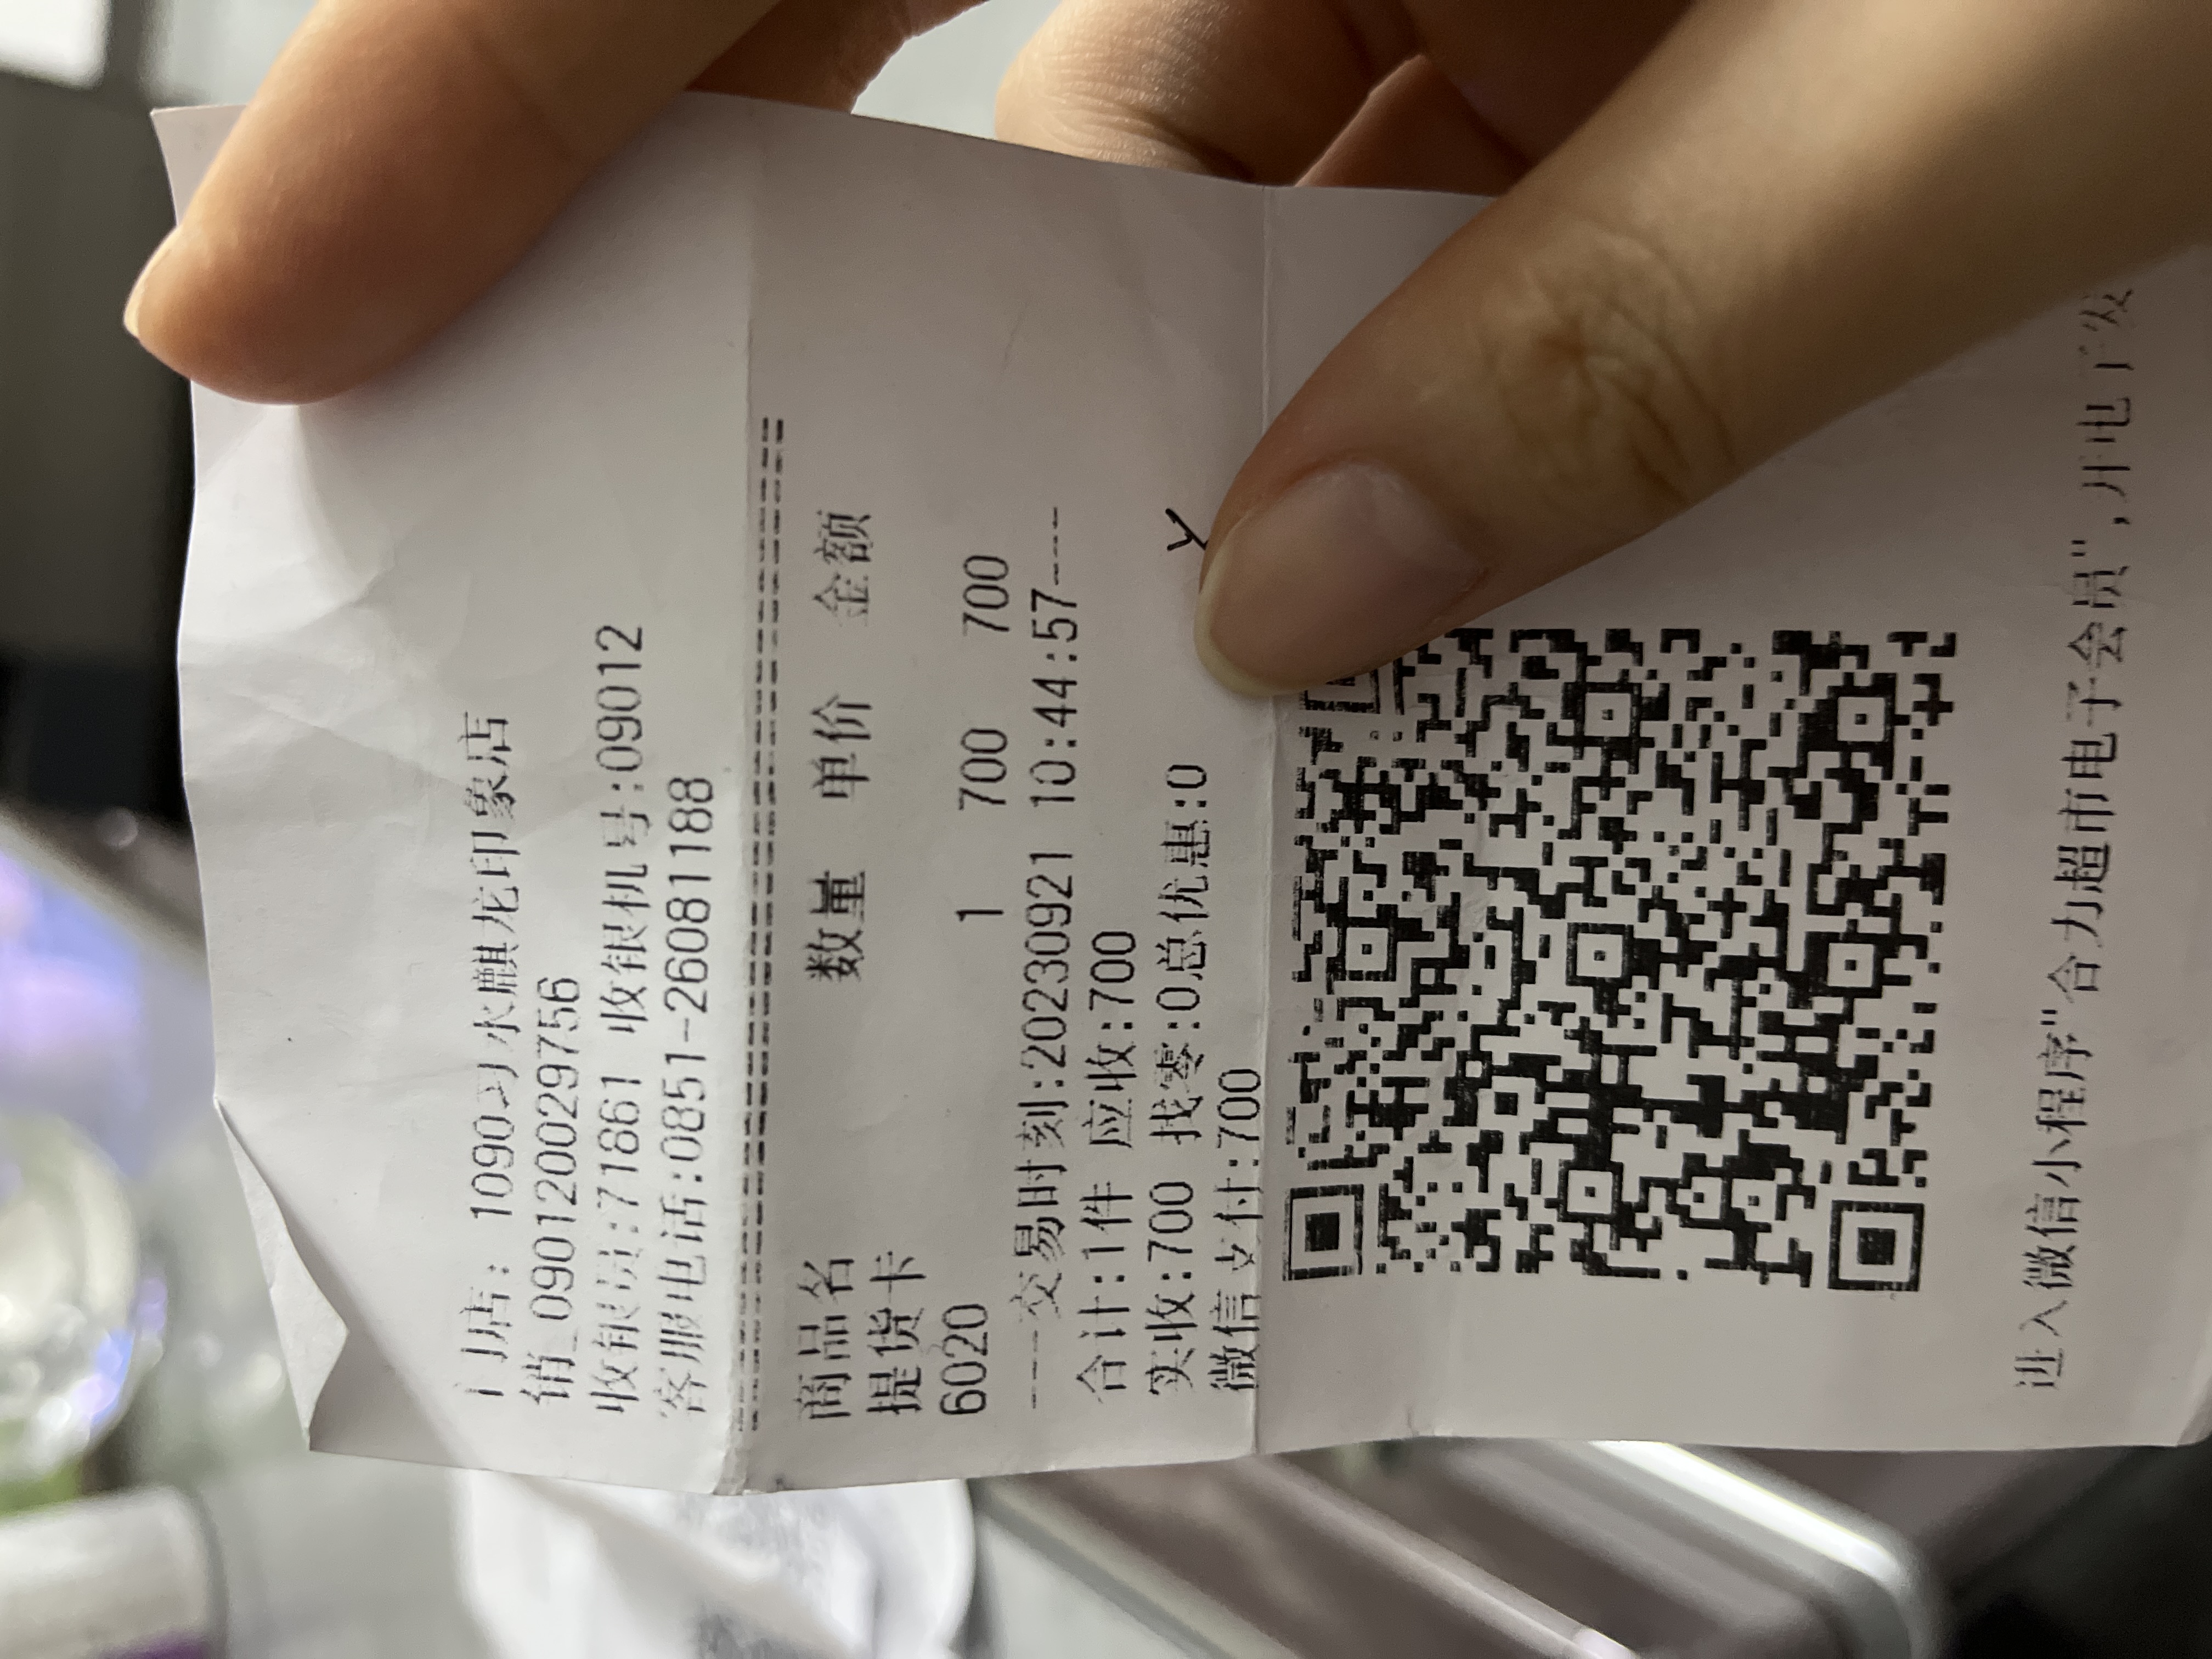 门店: 1090习水麒龙印象店
销_090120029756
收银员:71861 收银机号:09012
客服电话:0851-26081188
商品名 数量 单价 金额
提货卡
6020 1 700 700
----交易时刻:20230921 10:44:57----
合计:1件 应收:700
实收:700 找零:0总优惠:0
微信支付:700
进入微信小程序"合力超市电子会员",开电子发